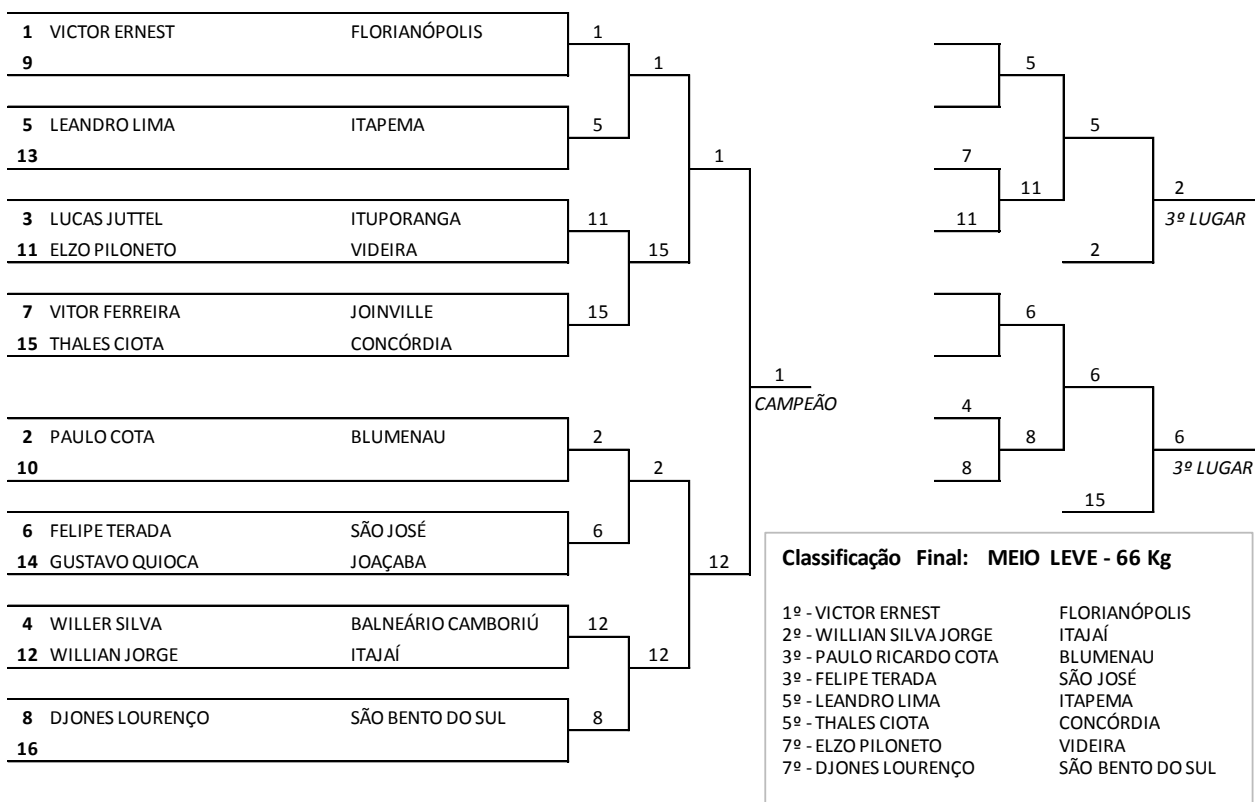 1 VICTOR ERNEST FLORIANÓPOLIS
9
1
1
5 LEANDRO LIMA ITAPEMA
13
5
1
3 LUCAS JUTTEL ITUPORANGA
11 ELZO PILONETO VIDEIRA
11
15
7 VITOR FERREIRA JOINVILLE
15 THALES CIOTA CONCÓRDIA
15
1
CAMPEÃO
2 PAULO COTA BLUMENAU
10
2
2
6 FELIPE TERADA SÃO JOSÉ
14 GUSTAVO QUIOCA JOAÇABA
6
12
4 WILLER SILVA BALNEÁRIO CAMBORIÚ
12 WILLIAN JORGE ITAJAÍ
12
12
8 DJONES LOURENÇO SÃO BENTO DO SUL
16
8
5
5
7
11
11
2
3º LUGAR
2
6
6
4
8
8
6
3º LUGAR
15
Classificação Final: MEIO LEVE - 66 Kg
1º - VICTOR ERNEST FLORIANÓPOLIS
2º - WILLIAN SILVA JORGE ITAJAÍ
3º - PAULO RICARDO COTA BLUMENAU
3º - FELIPE TERADA SÃO JOSÉ
5º - LEANDRO LIMA ITAPEMA
5º - THALES CIOTA CONCÓRDIA
7º - ELZO PILONETO VIDEIRA
7º - DJONES LOURENÇO SÃO BENTO DO SUL